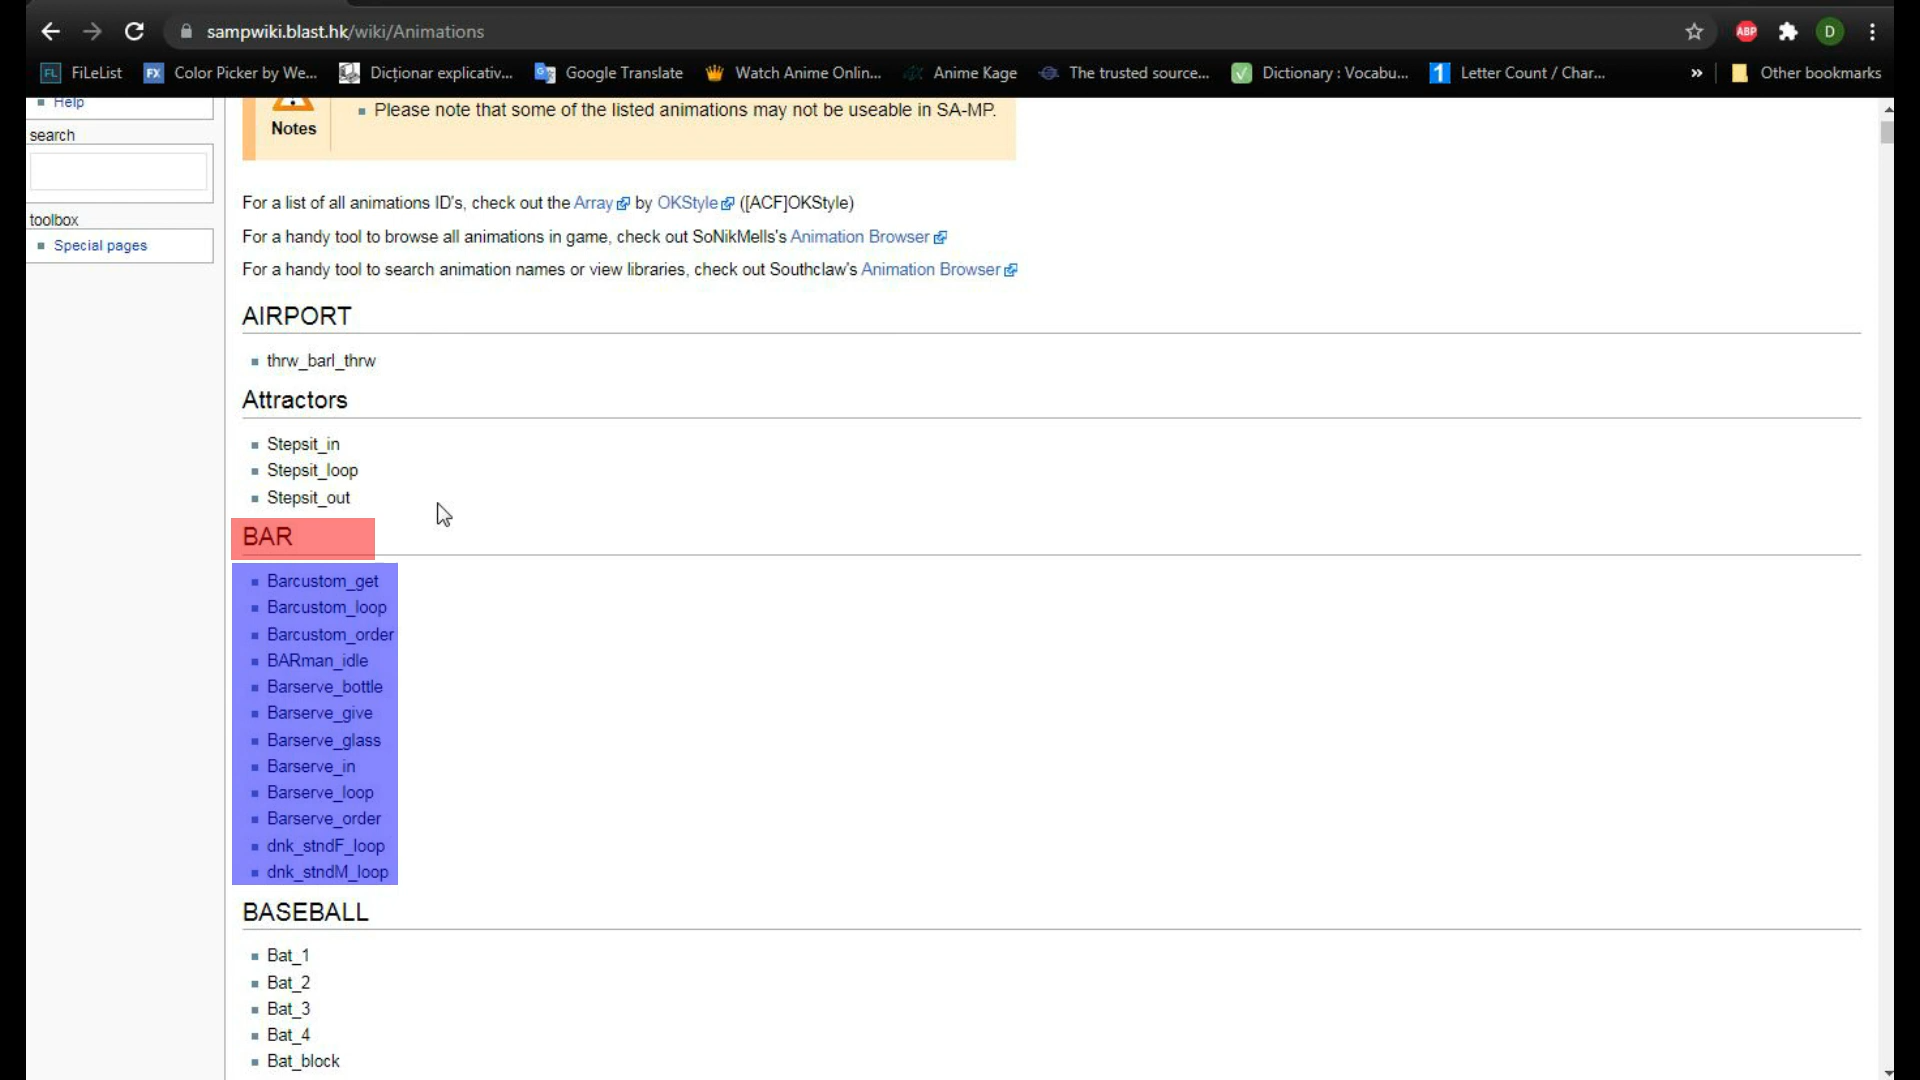 sampwiki.blast.hk/wiki/Animations
ABP
D
FL FiLeList
FX Color Picker by We...
Dicționar explicativ...
Google Translate
Watch Anime Onlin...
Anime Kage
The trusted source...
Dictionary : Vocabu...
1 Letter Count / Char...
»
Other bookmarks
Help
search
toolbox
Special pages
Notes
Please note that some of the listed animations may not be useable in SA-MP.
For a list of all animations ID's, check out the Array by OKStyle ([ACF]OKStyle)
For a handy tool to browse all animations in game, check out SoNikMells's Animation Browser
For a handy tool to search animation names or view libraries, check out Southclaw's Animation Browser
AIRPORT
thrw_barl_thrw
Attractors
Stepsit_in
Stepsit_loop
Stepsit_out
BAR
Barcustom_get
Barcustom_loop
Barcustom_order
BARman_idle
Barserve_bottle
Barserve_give
Barserve_glass
Barserve_in
Barserve_loop
Barserve_order
dnk_stndF_loop
dnk_stndM_loop
BASEBALL
Bat_1
Bat_2
Bat_3
Bat_4
Bat_block